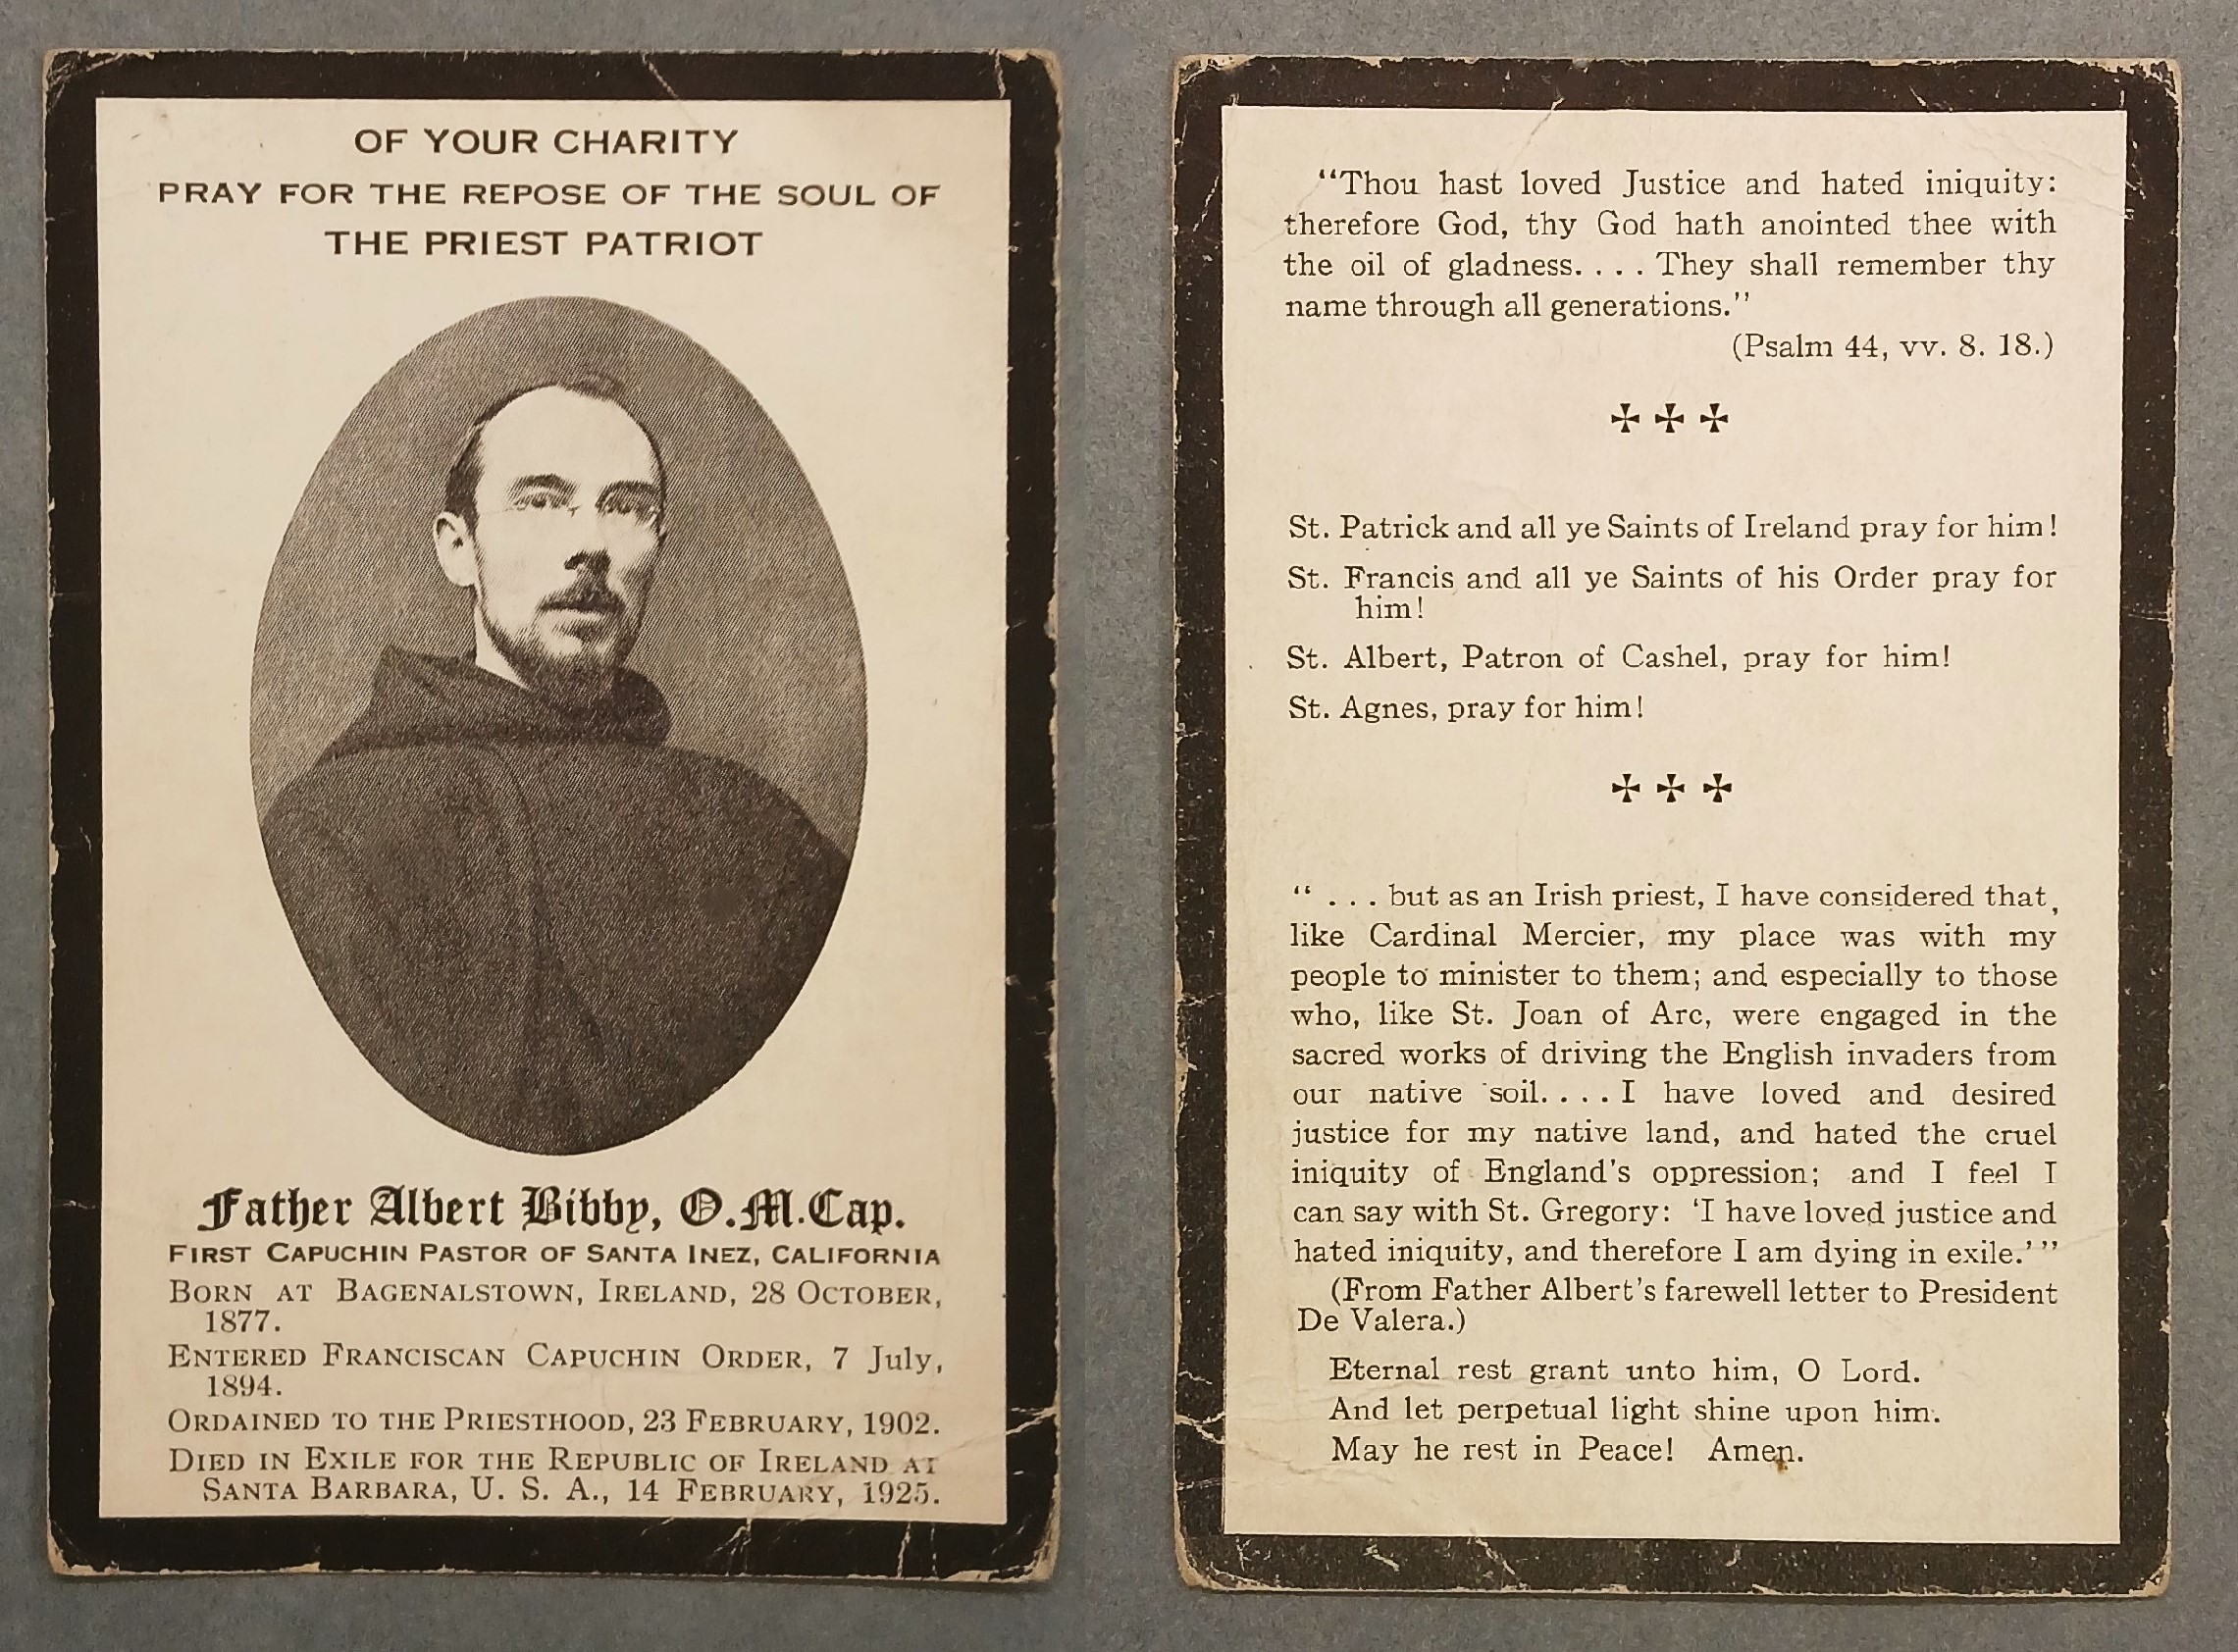 OF YOUR CHARITY
PRAY FOR THE REPOSE OF THE SOUL OF
THE PRIEST PATRIOT
Father Albert Bibby, O.M.Cap.
FIRST CAPUCHIN PASTOR OF SANTA INEZ, CALIFORNIA
BORN AT BAGENALSTOWN, IRELAND, 28 OCTOBER,
1877.
ENTERED FRANCISCAN CAPUCHIN ORDER, 7 July,
1894.
ORDAINED TO THE PRIESTHOOD, 23 FEBRUARY, 1902.
DIED IN EXILE FOR THE REPUBLIC OF IRELAND AT
SANTA BARBARA, U. S. A., 14 FEBRUARY, 1925.
“Thou hast loved Justice and hated iniquity:
therefore God, thy God hath anointed thee with
the oil of gladness. . . . They shall remember thy
name through all generations.”
(Psalm 44, vv. 8. 18.)
St. Patrick and all ye Saints of Ireland pray for him!
St. Francis and all ye Saints of his Order pray for
him!
St. Albert, Patron of Cashel, pray for him!
St. Agnes, pray for him!
“ . . . but as an Irish priest, I have considered that,
like Cardinal Mercier, my place was with my
people to minister to them; and especially to those
who, like St. Joan of Arc, were engaged in the
sacred works of driving the English invaders from
our native soil. . . . I have loved and desired
justice for my native land, and hated the cruel
iniquity of England's oppression; and I feel I
can say with St. Gregory: ‘I have loved justice and
hated iniquity, and therefore I am dying in exile.’ ”
(From Father Albert's farewell letter to President
De Valera.)
Eternal rest grant unto him, O Lord.
And let perpetual light shine upon him.
May he rest in Peace! Amen.